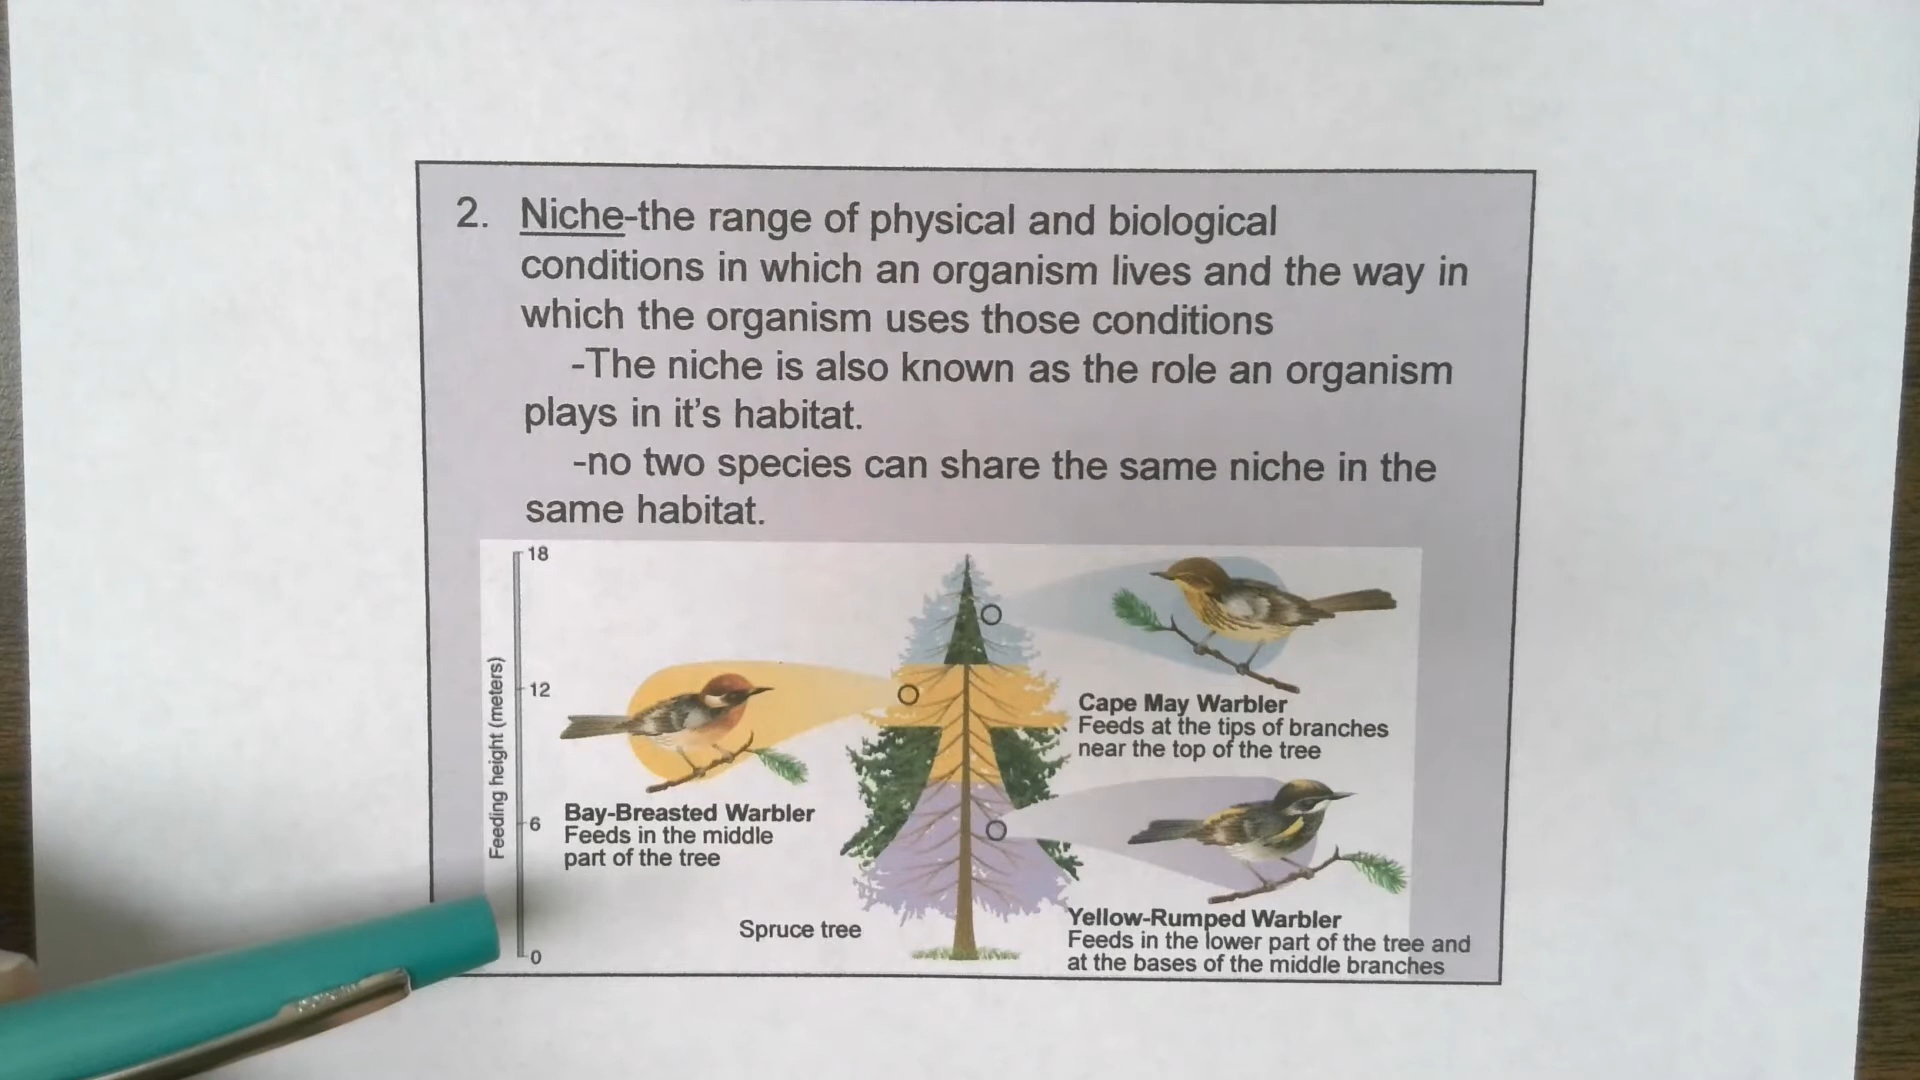 2. Niche-the range of physical and biological
conditions in which an organism lives and the way in
which the organism uses those conditions
-The niche is also known as the role an organism
plays in it's habitat.
-no two species can share the same niche in the
same habitat.
18
12
6
0
Feeding height (meters)
Cape May Warbler
Feeds at the tips of branches
near the top of the tree
Bay-Breasted Warbler
Feeds in the middle
part of the tree
Spruce tree
Yellow-Rumped Warbler
Feeds in the lower part of the tree and
at the bases of the middle branches